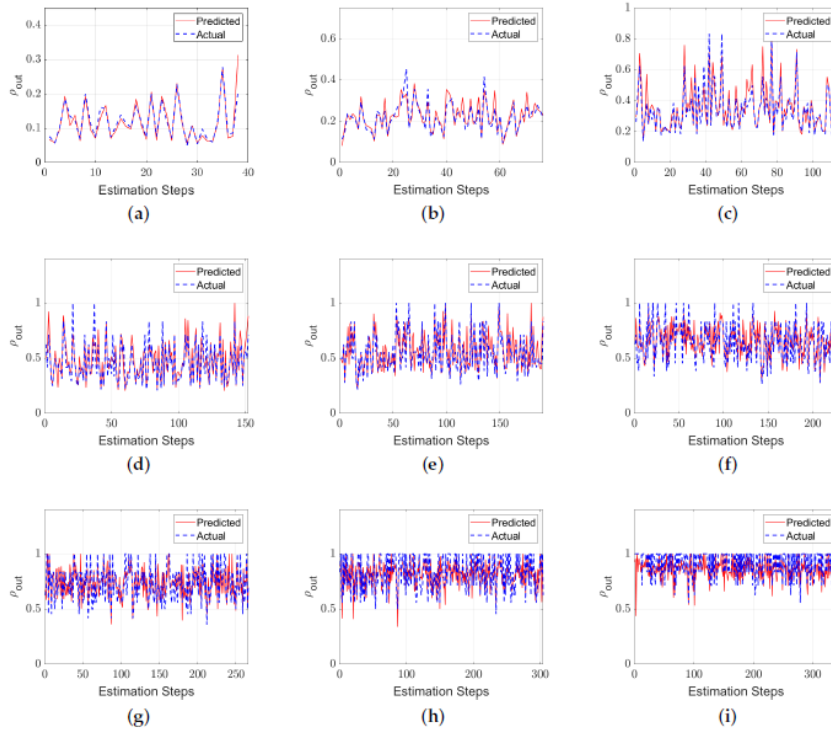 0.4
0.3
0.2
0.1
0
ρout
Predicted
Actual
0 10 20 30 40
Estimation Steps
(a)
0.6
0.4
0.2
0
ρout
Predicted
Actual
20 40 60
Estimation Steps
(b)
1
0.8
0.6
0.4
0.2
0
ρout
Predicted
Actual
0 20 40 60 80 100
Estimation Steps
(c)
1
0.5
0
ρout
Predicted
Actual
0 50 100 150
Estimation Steps
(d)
1
0.5
0
ρout
Predicted
Actual
0 50 100 150
Estimation Steps
(e)
1
0.5
0
ρout
Predicted
Actual
0 50 100 150 200
Estimation Steps
(f)
1
0.5
0
ρout
Predicted
Actual
0 50 100 150 200 250
Estimation Steps
(g)
1
0.5
0
ρout
Predicted
Actual
0 100 200 300
Estimation Steps
(h)
1
0.5
0
ρout
Predicted
Actual
0 100 200 300
Estimation Steps
(i)